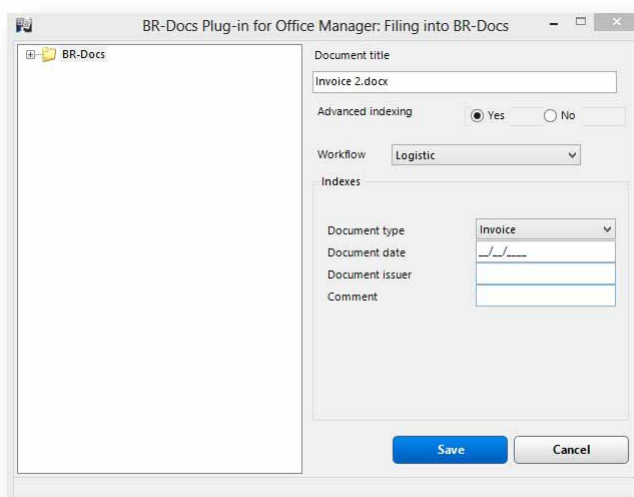 BR-Docs Plug-in for Office Manager: Filing into BR-Docs
BR-Docs
Document title
Invoice 2.docx
Advanced indexing Yes No
Workflow Logistic
Indexes
Document type Invoice
Document date __/__/____
Document issuer
Comment
Save Cancel